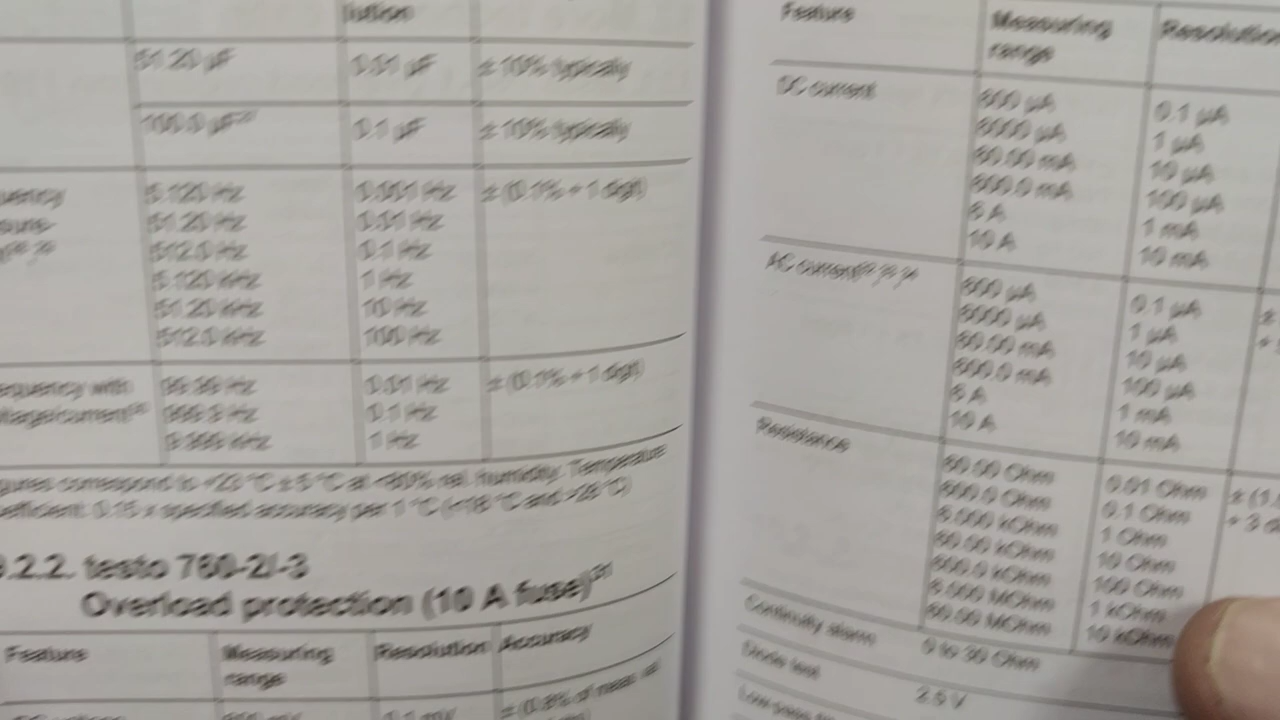 lution
51.20 µF 0.01 µF ± 10% typically
100.0 µF 0.1 µF ± 10% typically
5.120 Hz 0.001 Hz ± (0.1% + 1 dgt)
51.20 Hz 0.01 Hz
512.0 Hz 0.1 Hz
5.120 kHz 1 Hz
51.20 kHz 10 Hz
512.0 kHz 100 Hz
equency with 99.99 Hz 0.01 Hz ± (0.1% + 1 dgt)
999.9 Hz 0.1 Hz
9.999 kHz 1 Hz
gures correspond to +23 °C ± 5 °C at <80% rel. humidity. Temperature
efficient: 0.15 x specified accuracy per 1 °C (<18 °C and >28 °C)
.2.2. testo 760-2/-3
Overload protection (10 A fuse)
Feature Measuring Resolution Accuracy
range
Feature Measuring Resolution
range
DC current 600 µA 0.1 µA
6000 µA 1 µA
60.00 mA 10 µA
600.0 mA 100 µA
6 A 1 mA
10 A 10 mA
AC current 600 µA 0.1 µA
6000 µA 1 µA
60.00 mA 10 µA
600.0 mA 100 µA
6 A 1 mA
10 A 10 mA
Resistance 60.00 Ohm 0.01 Ohm
600.0 Ohm 0.1 Ohm
6.000 kOhm 1 Ohm
60.00 kOhm 10 Ohm
600.0 kOhm 100 Ohm
6.000 MOhm 1 kOhm
60.00 MOhm 10 kOhm
Continuity alarm 0 to 30 Ohm
Diode test 2.5 V